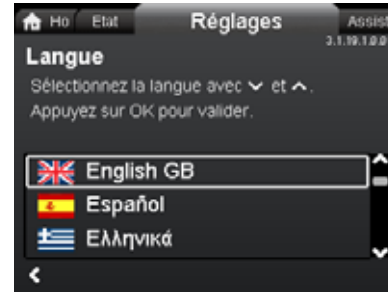 Ho Etat Réglages Assist
3.1.19.1.0.0
Langue
Sélectionnez la langue avec et .
Appuyez sur OK pour valider.
English GB
Español
Ελληνικά